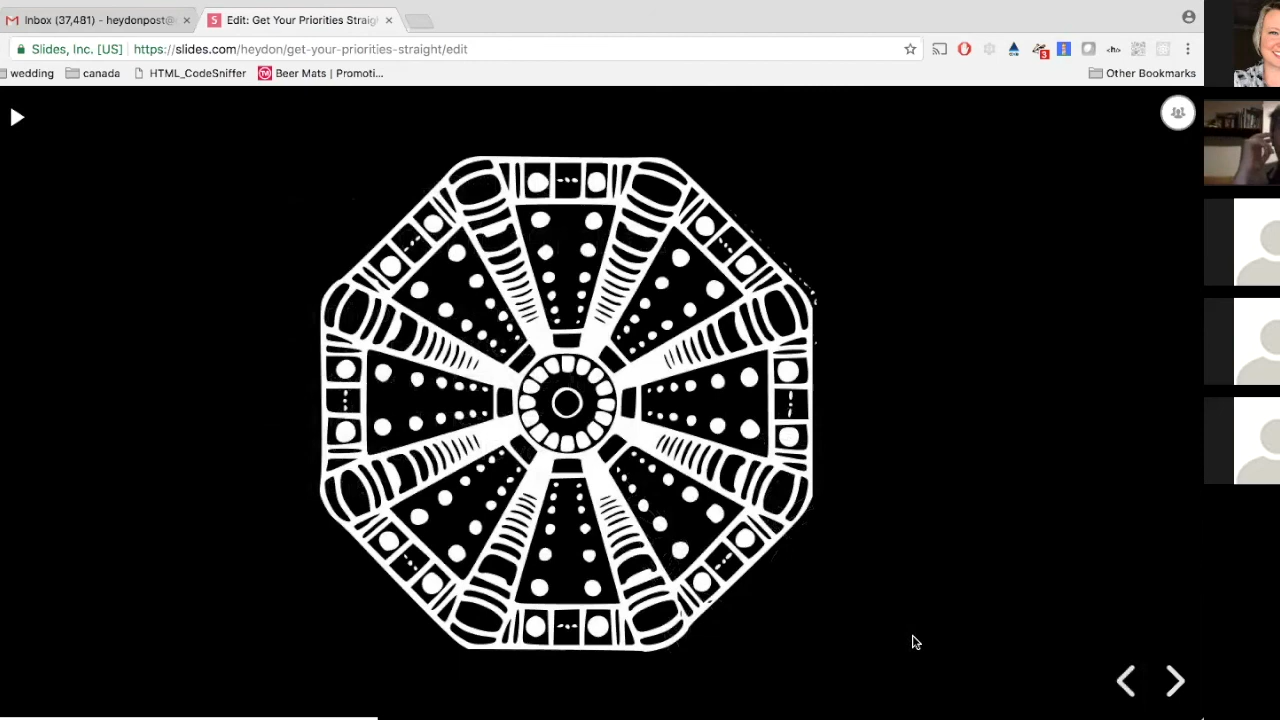 Inbox (37,481) - heydonpost@
Edit: Get Your Priorities Straig
Slides, Inc. [US]
https://slides.com/heydon/get-your-priorities-straight/edit
wedding
canada
HTML_CodeSniffer
Beer Mats | Promoti...
Other Bookmarks